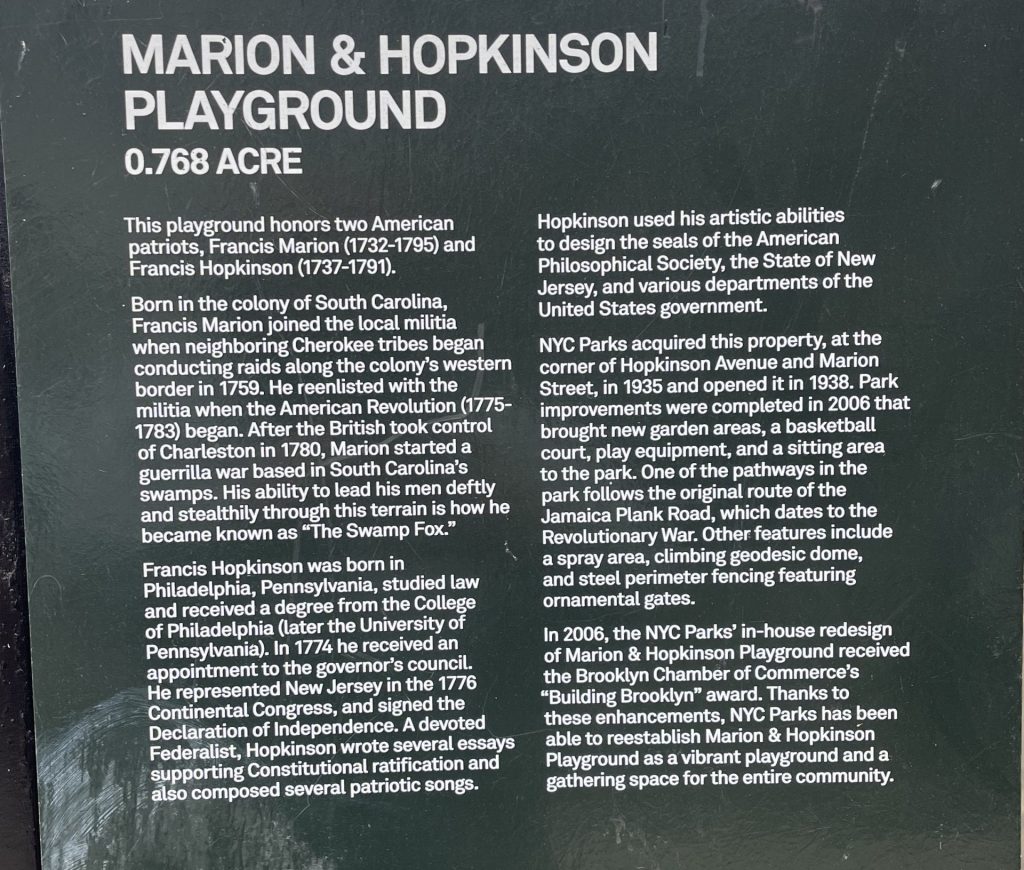 MARION & HOPKINSON
PLAYGROUND
0.768 ACRE
This playground honors two American
patriots, Francis Marion (1732-1795) and
Francis Hopkinson (1737-1791).
Born in the colony of South Carolina,
Francis Marion joined the local militia
when neighboring Cherokee tribes began
conducting raids along the colony's western
border in 1759. He reenlisted with the
militia when the American Revolution (1775-
1783) began. After the British took control
of Charleston in 1780, Marion started a
guerrilla war based in South Carolina's
swamps. His ability to lead his men deftly
and stealthily through this terrain is how he
became known as “The Swamp Fox.”
Francis Hopkinson was born in
Philadelphia, Pennsylvania, studied law
and received a degree from the College
of Philadelphia (later the University of
Pennsylvania). In 1774 he received an
appointment to the governor's council.
He represented New Jersey in the 1776
Continental Congress, and signed the
Declaration of Independence. A devoted
Federalist, Hopkinson wrote several essays
supporting Constitutional ratification and
also composed several patriotic songs.
Hopkinson used his artistic abilities
to design the seals of the American
Philosophical Society, the State of New
Jersey, and various departments of the
United States government.
NYC Parks acquired this property, at the
corner of Hopkinson Avenue and Marion
Street, in 1935 and opened it in 1938. Park
improvements were completed in 2006 that
brought new garden areas, a basketball
court, play equipment, and a sitting area
to the park. One of the pathways in the
park follows the original route of the
Jamaica Plank Road, which dates to the
Revolutionary War. Other features include
a spray area, climbing geodesic dome,
and steel perimeter fencing featuring
ornamental gates.
In 2006, the NYC Parks' in-house redesign
of Marion & Hopkinson Playground received
the Brooklyn Chamber of Commerce's
“Building Brooklyn” award. Thanks to
these enhancements, NYC Parks has been
able to reestablish Marion & Hopkinson
Playground as a vibrant playground and a
gathering space for the entire community.